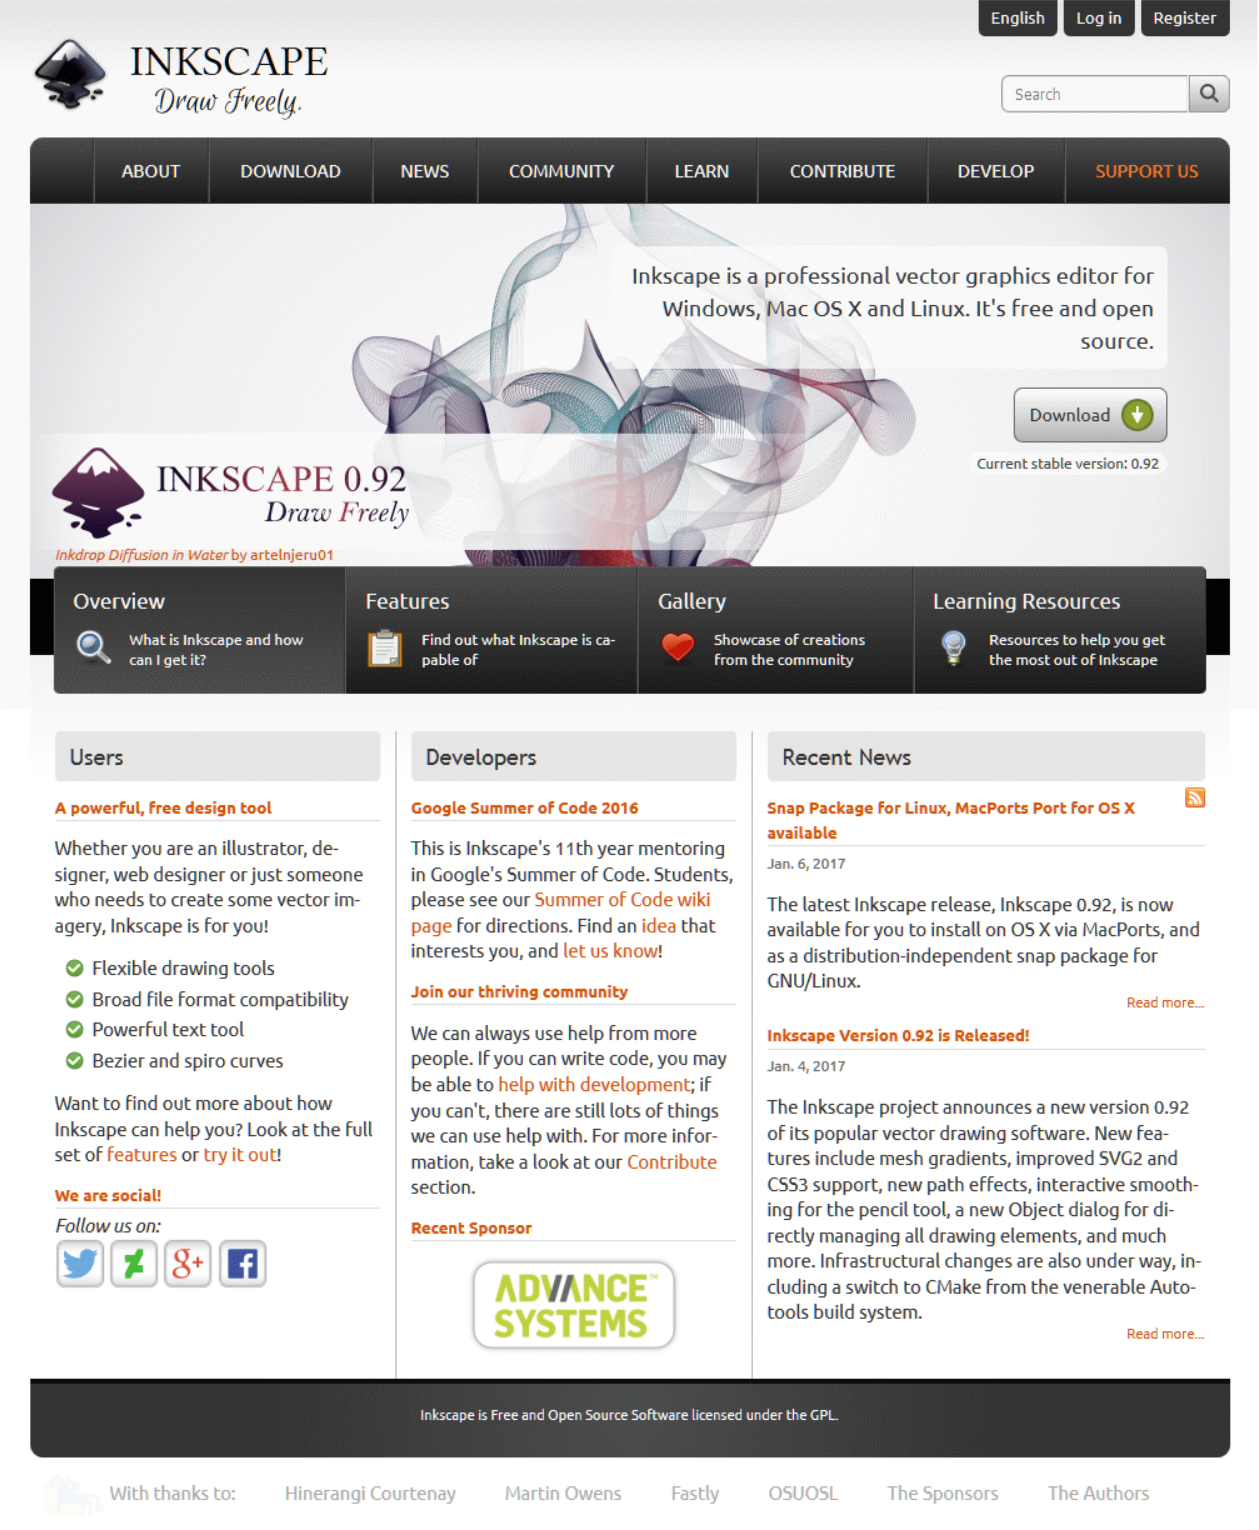 English
Log in
Register
INKSCAPE
Draw Freely.
Search
ABOUT
DOWNLOAD
NEWS
COMMUNITY
LEARN
CONTRIBUTE
DEVELOP
SUPPORT US
Inkscape is a professional vector graphics editor for
Windows, Mac OS X and Linux. It's free and open
source.
Download
Current stable version: 0.92
INKSCAPE 0.92
Draw Freely
Inkdrop Diffusion in Water by artelnjeru01
Overview
What is Inkscape and how
can I get it?
Features
Find out what Inkscape is ca-
pable of
Gallery
Showcase of creations
from the community
Learning Resources
Resources to help you get
the most out of Inkscape
Users
A powerful, free design tool
Whether you are an illustrator, de-
signer, web designer or just someone
who needs to create some vector im-
agery, Inkscape is for you!
Flexible drawing tools
Broad file format compatibility
Powerful text tool
Bezier and spiro curves
Want to find out more about how
Inkscape can help you? Look at the full
set of features or try it out!
We are social!
Follow us on:
g+
f
Developers
Google Summer of Code 2016
This is Inkscape's 11th year mentoring
in Google's Summer of Code. Students,
please see our Summer of Code wiki
page for directions. Find an idea that
interests you, and let us know!
Join our thriving community
We can always use help from more
people. If you can write code, you may
be able to help with development; if
you can't, there are still lots of things
we can use help with. For more infor-
mation, take a look at our Contribute
section.
Recent Sponsor
ADVANCE™
SYSTEMS
Recent News
Snap Package for Linux, MacPorts Port for OS X
available
Jan. 6, 2017
The latest Inkscape release, Inkscape 0.92, is now
available for you to install on OS X via MacPorts, and
as a distribution-independent snap package for
GNU/Linux.
Read more...
Inkscape Version 0.92 is Released!
Jan. 4, 2017
The Inkscape project announces a new version 0.92
of its popular vector drawing software. New fea-
tures include mesh gradients, improved SVG2 and
CSS3 support, new path effects, interactive smooth-
ing for the pencil tool, a new Object dialog for di-
rectly managing all drawing elements, and much
more. Infrastructural changes are also under way, in-
cluding a switch to CMake from the venerable Auto-
tools build system.
Read more...
Inkscape is Free and Open Source Software licensed under the GPL.
With thanks to:
Hinerangi Courtenay
Martin Owens
Fastly
OSUOSL
The Sponsors
The Authors